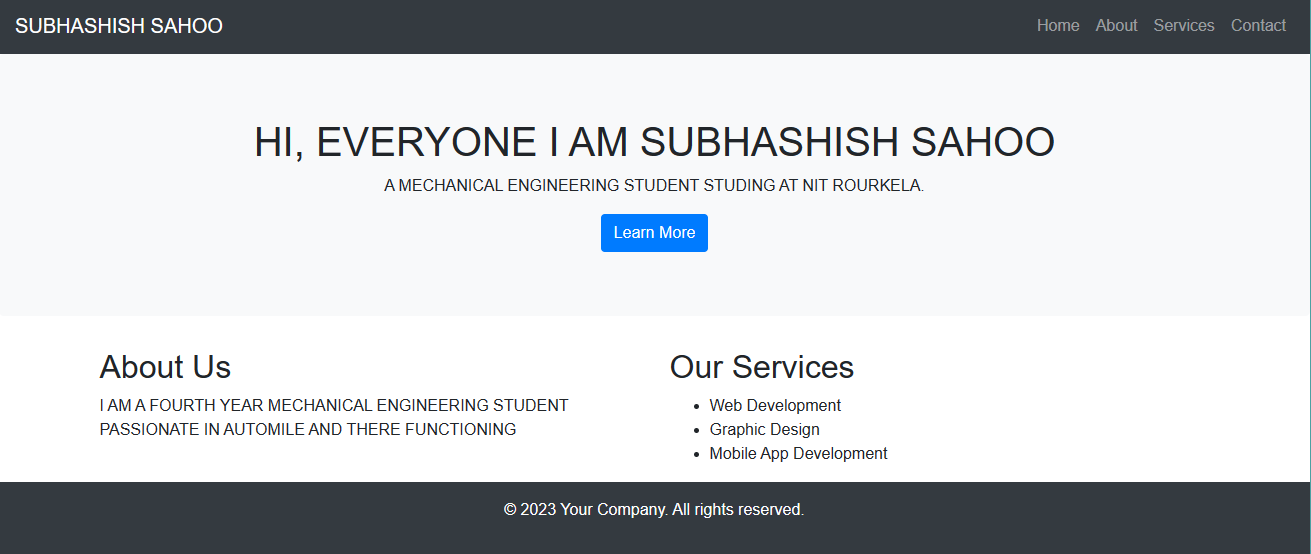 SUBHASHISH SAHOO
Home About Services Contact
HI, EVERYONE I AM SUBHASHISH SAHOO
A MECHANICAL ENGINEERING STUDENT STUDING AT NIT ROURKELA.
Learn More
About Us
I AM A FOURTH YEAR MECHANICAL ENGINEERING STUDENT
PASSIONATE IN AUTOMILE AND THERE FUNCTIONING
Our Services
• Web Development
• Graphic Design
• Mobile App Development
© 2023 Your Company. All rights reserved.